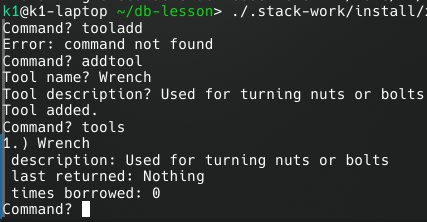 k1@k1-laptop ~/db-lesson> ./.stack-work/install/
Command? tooladd
Error: command not found
Command? addtool
Tool name? Wrench
Tool description? Used for turning nuts or bolts
Tool added.
Command? tools
1.) Wrench
 description: Used for turning nuts or bolts
 last returned: Nothing
 times borrowed: 0
Command?